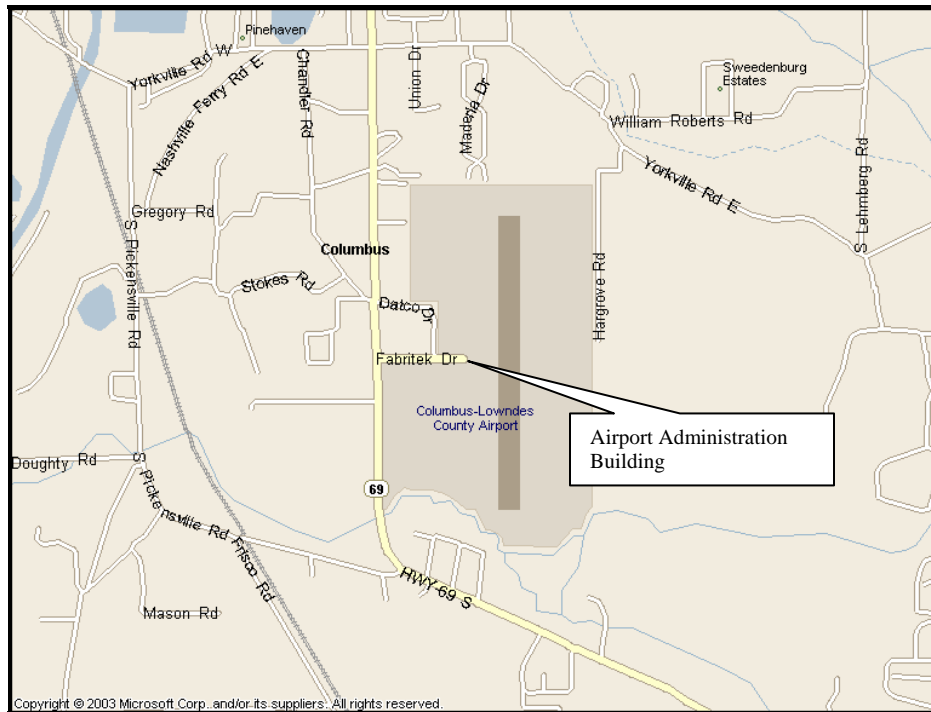 Pinehaven
Yorkville Rd W
Nashville Ferry Rd E
Chandler Rd
Union Dr
Maderia Dr
Sweedenburg
Estates
William Roberts Rd
Yorkville Rd E
S Lehmberg Rd
Gregory Rd
S Pickensville Rd
Columbus
Stokes Rd
Hargrove Rd
Datco Dr
Fabritek Dr
Columbus-Lowndes
County Airport
Airport Administration
Building
Doughty Rd
S Pickensville Rd
69
Frisco Rd
HWY-69 S
Mason Rd
Copyright © 2003 Microsoft Corp. and/or its suppliers. All rights reserved.